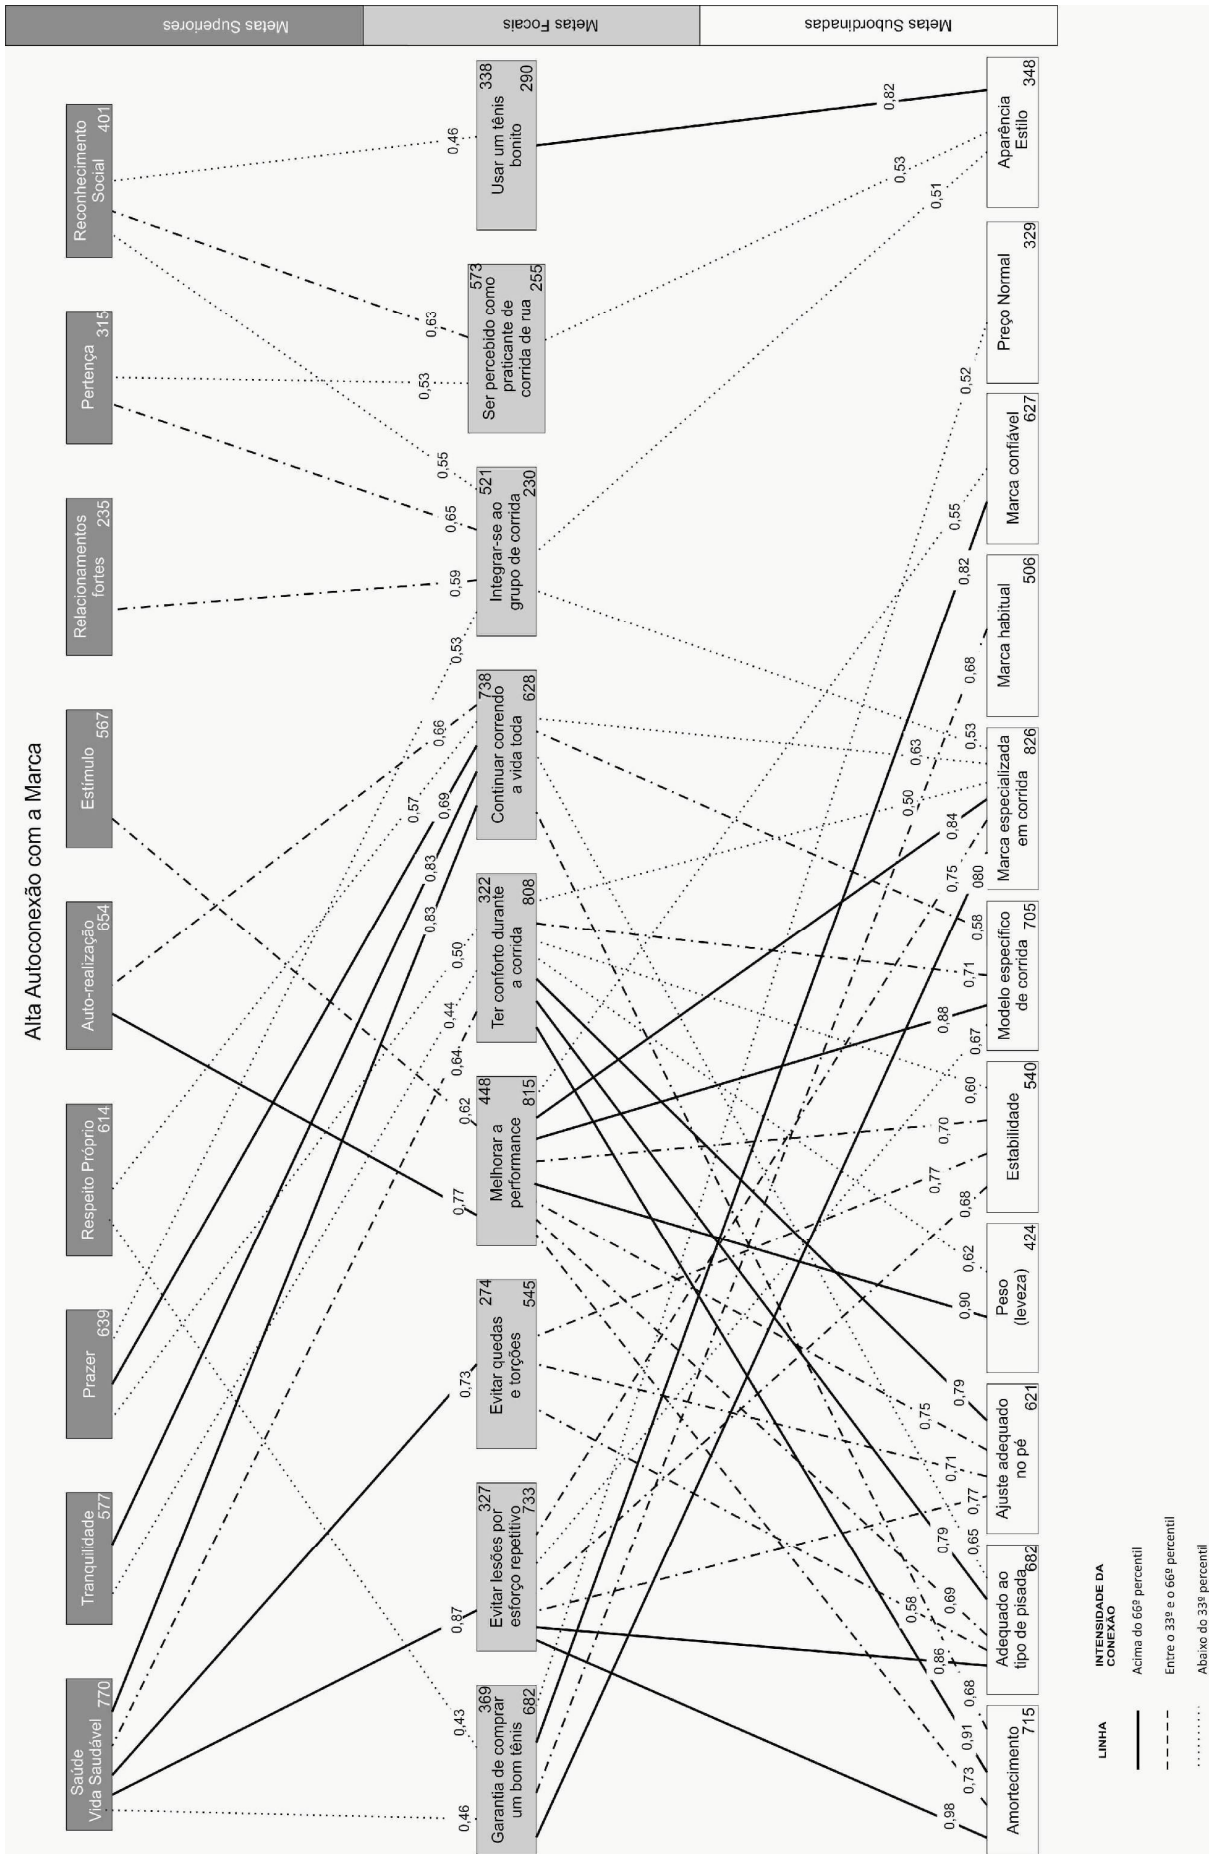 Alta Autoconexão com a Marca
Metas Superiores
Metas Focais
Metas Subordinadas
Saúde
Vida Saudável
770
Tranquilidade
577
Prazer
639
Respeito Próprio
614
Auto-realização
654
Estímulo
567
Relacionamentos
fortes
235
Pertença
315
Reconhecimento
Social
401
0,46
0,43
0,87
0,73
0,77
0,62
0,64
0,44
0,50
0,83
0,83
0,69
0,57
0,66
0,53
0,59
0,65
0,55
0,53
0,63
0,46
Garantia de comprar
um bom tênis
369
682
Evitar lesões por
esforço repetitivo
327
733
Evitar quedas
e torções
274
545
Melhorar a
performance
448
815
Ter conforto durante
a corrida
322
808
Continuar correndo
a vida toda
738
628
Integrar-se ao
grupo de corrida
521
230
Ser percebido como
praticante de
corrida de rua
573
255
Usar um tênis
bonito
338
290
0,98
0,73
0,91
0,68
0,86
0,58
0,69
0,79
0,65
0,77
0,71
0,75
0,79
0,90
0,62
0,68
0,77
0,70
0,60
0,67
0,88
0,71
0,58
080
0,75
0,84
0,50
0,63
0,53
0,68
0,82
0,55
0,52
0,51
0,53
0,82
Amortecimento
715
Adequado ao
tipo de pisada
682
Ajuste adequado
no pé
621
Peso
(leveza)
424
Estabilidade
540
Modelo específico
de corrida
705
Marca especializada
em corrida
826
Marca habitual
506
Marca confiável
627
Preço Normal
329
Aparência
Estilo
348
LINHA
INTENSIDADE DA
CONEXÃO
Acima do 66º percentil
Entre o 33º e o 66º percentil
Abaixo do 33º percentil